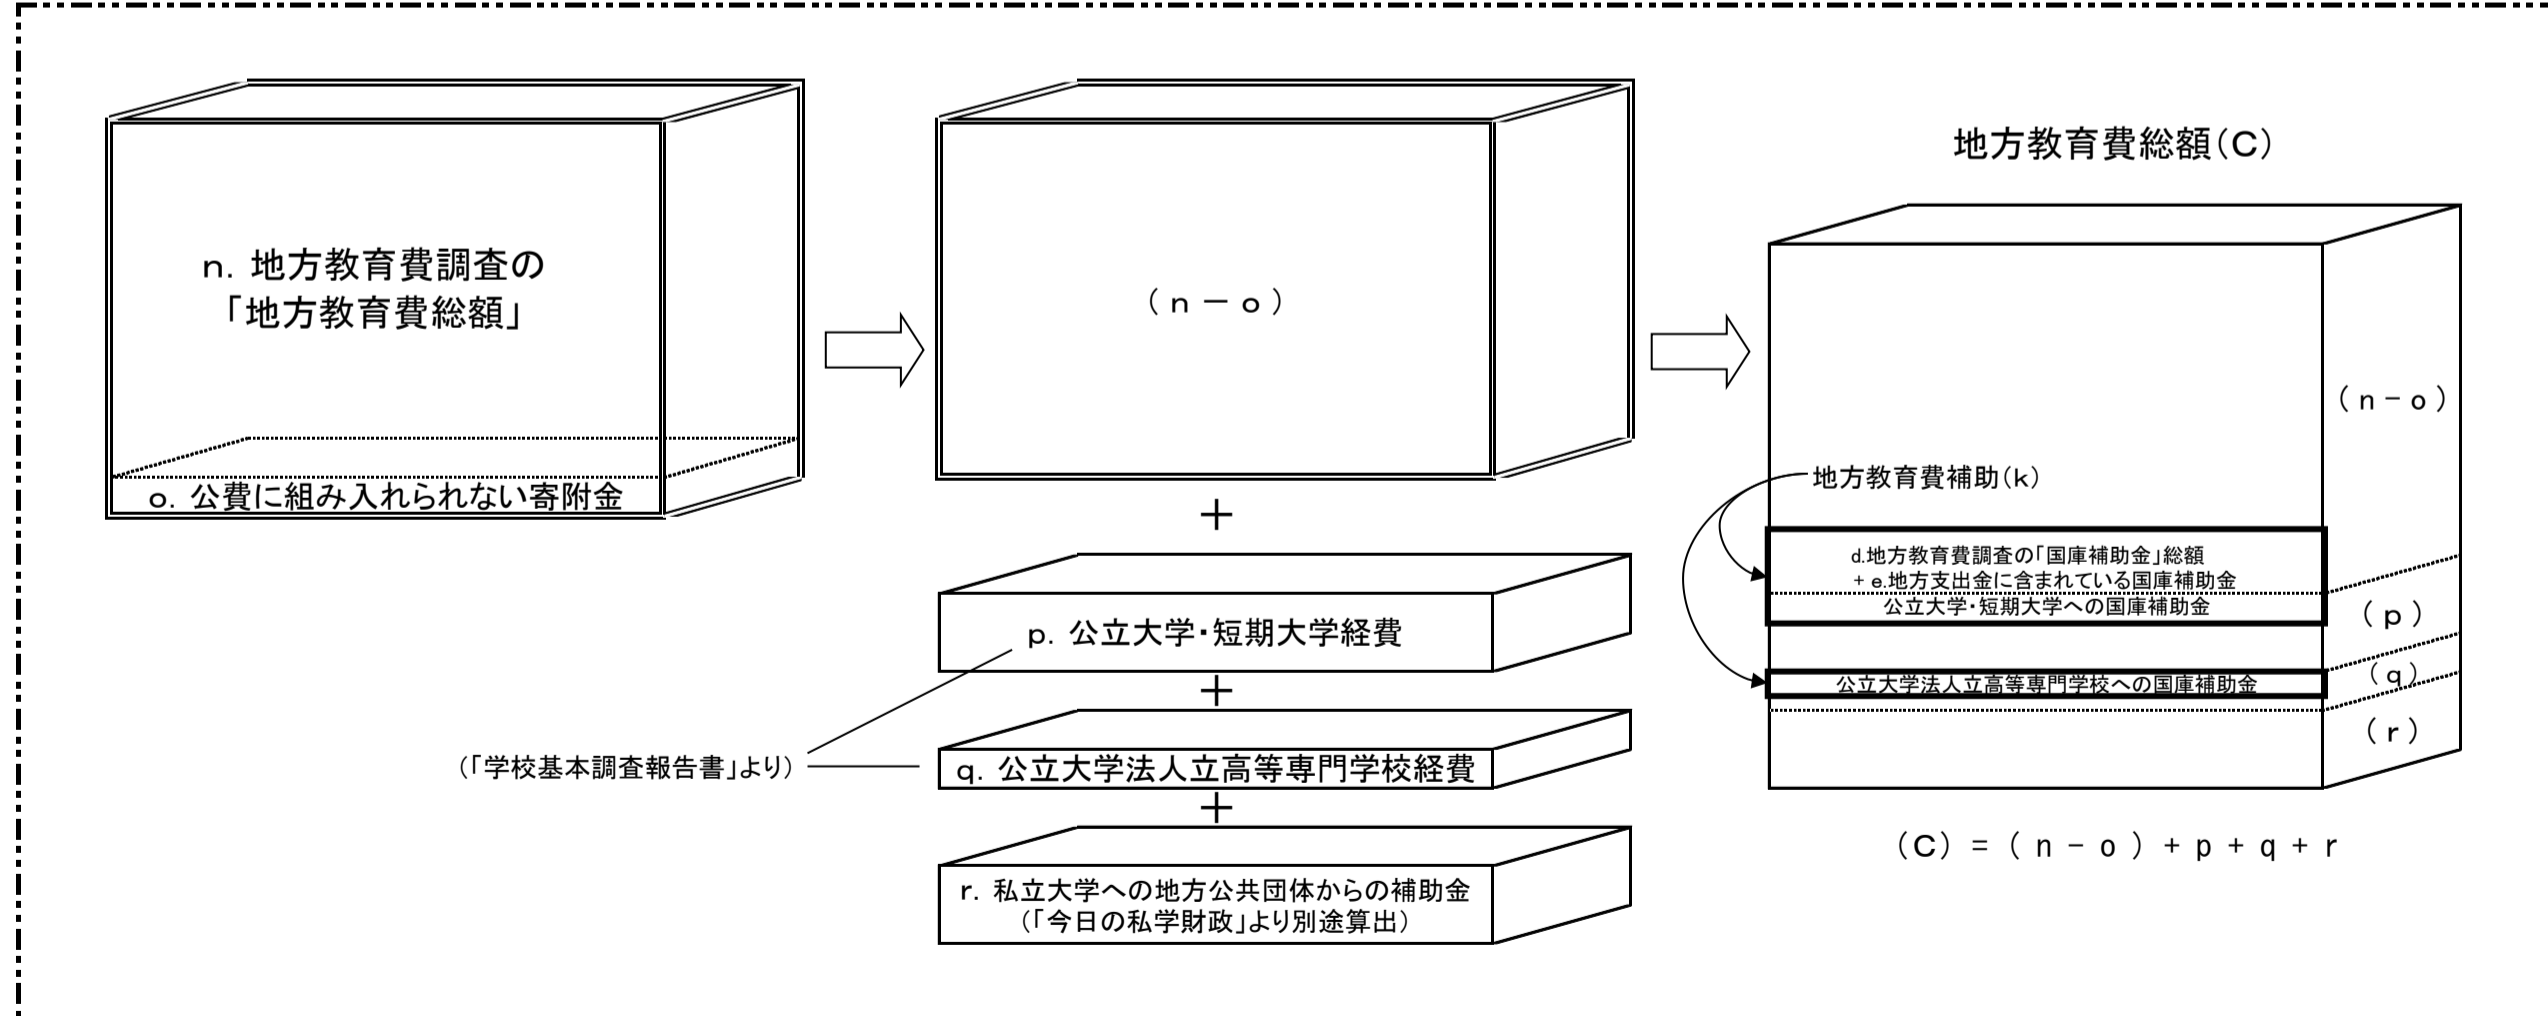 n．地方教育費調査の
「地方教育費総額」
o．公費に組み入れられない寄附金
（ｎ－ｏ）
＋
p．公立大学・短期大学経費
＋
（「学校基本調査報告書」より）
q．公立大学法人立高等専門学校経費
＋
r．私立大学への地方公共団体からの補助金
（「今日の私学財政」より別途算出）
地方教育費総額（C）
（ｎ－ｏ）
地方教育費補助（k）
d.地方教育費調査の「国庫補助金」総額
+ e.地方支出金に含まれている国庫補助金
公立大学・短期大学への国庫補助金
（ｐ）
（ｑ）
公立大学法人立高等専門学校への国庫補助金
（ｒ）
（C）＝（ｎ－ｏ）＋ｐ＋ｑ＋ｒ